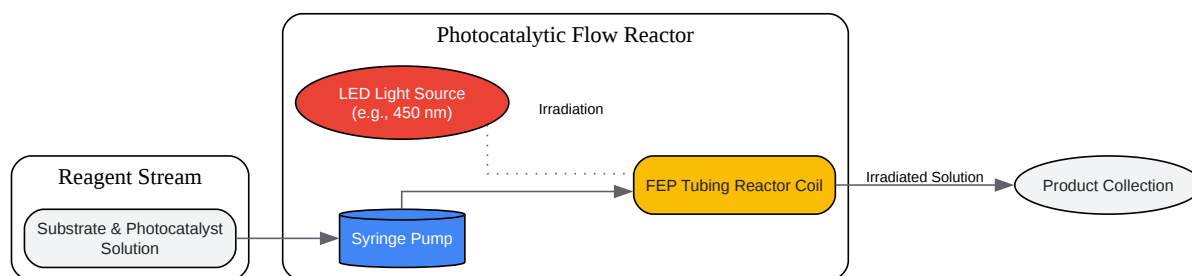 Photocatalytic Flow Reactor
LED Light Source
(e.g., 450 nm)
Irradiation
Reagent Stream
Substrate & Photocatalyst
Solution
Syringe Pump
FEP Tubing Reactor Coil
Irradiated Solution
Product Collection